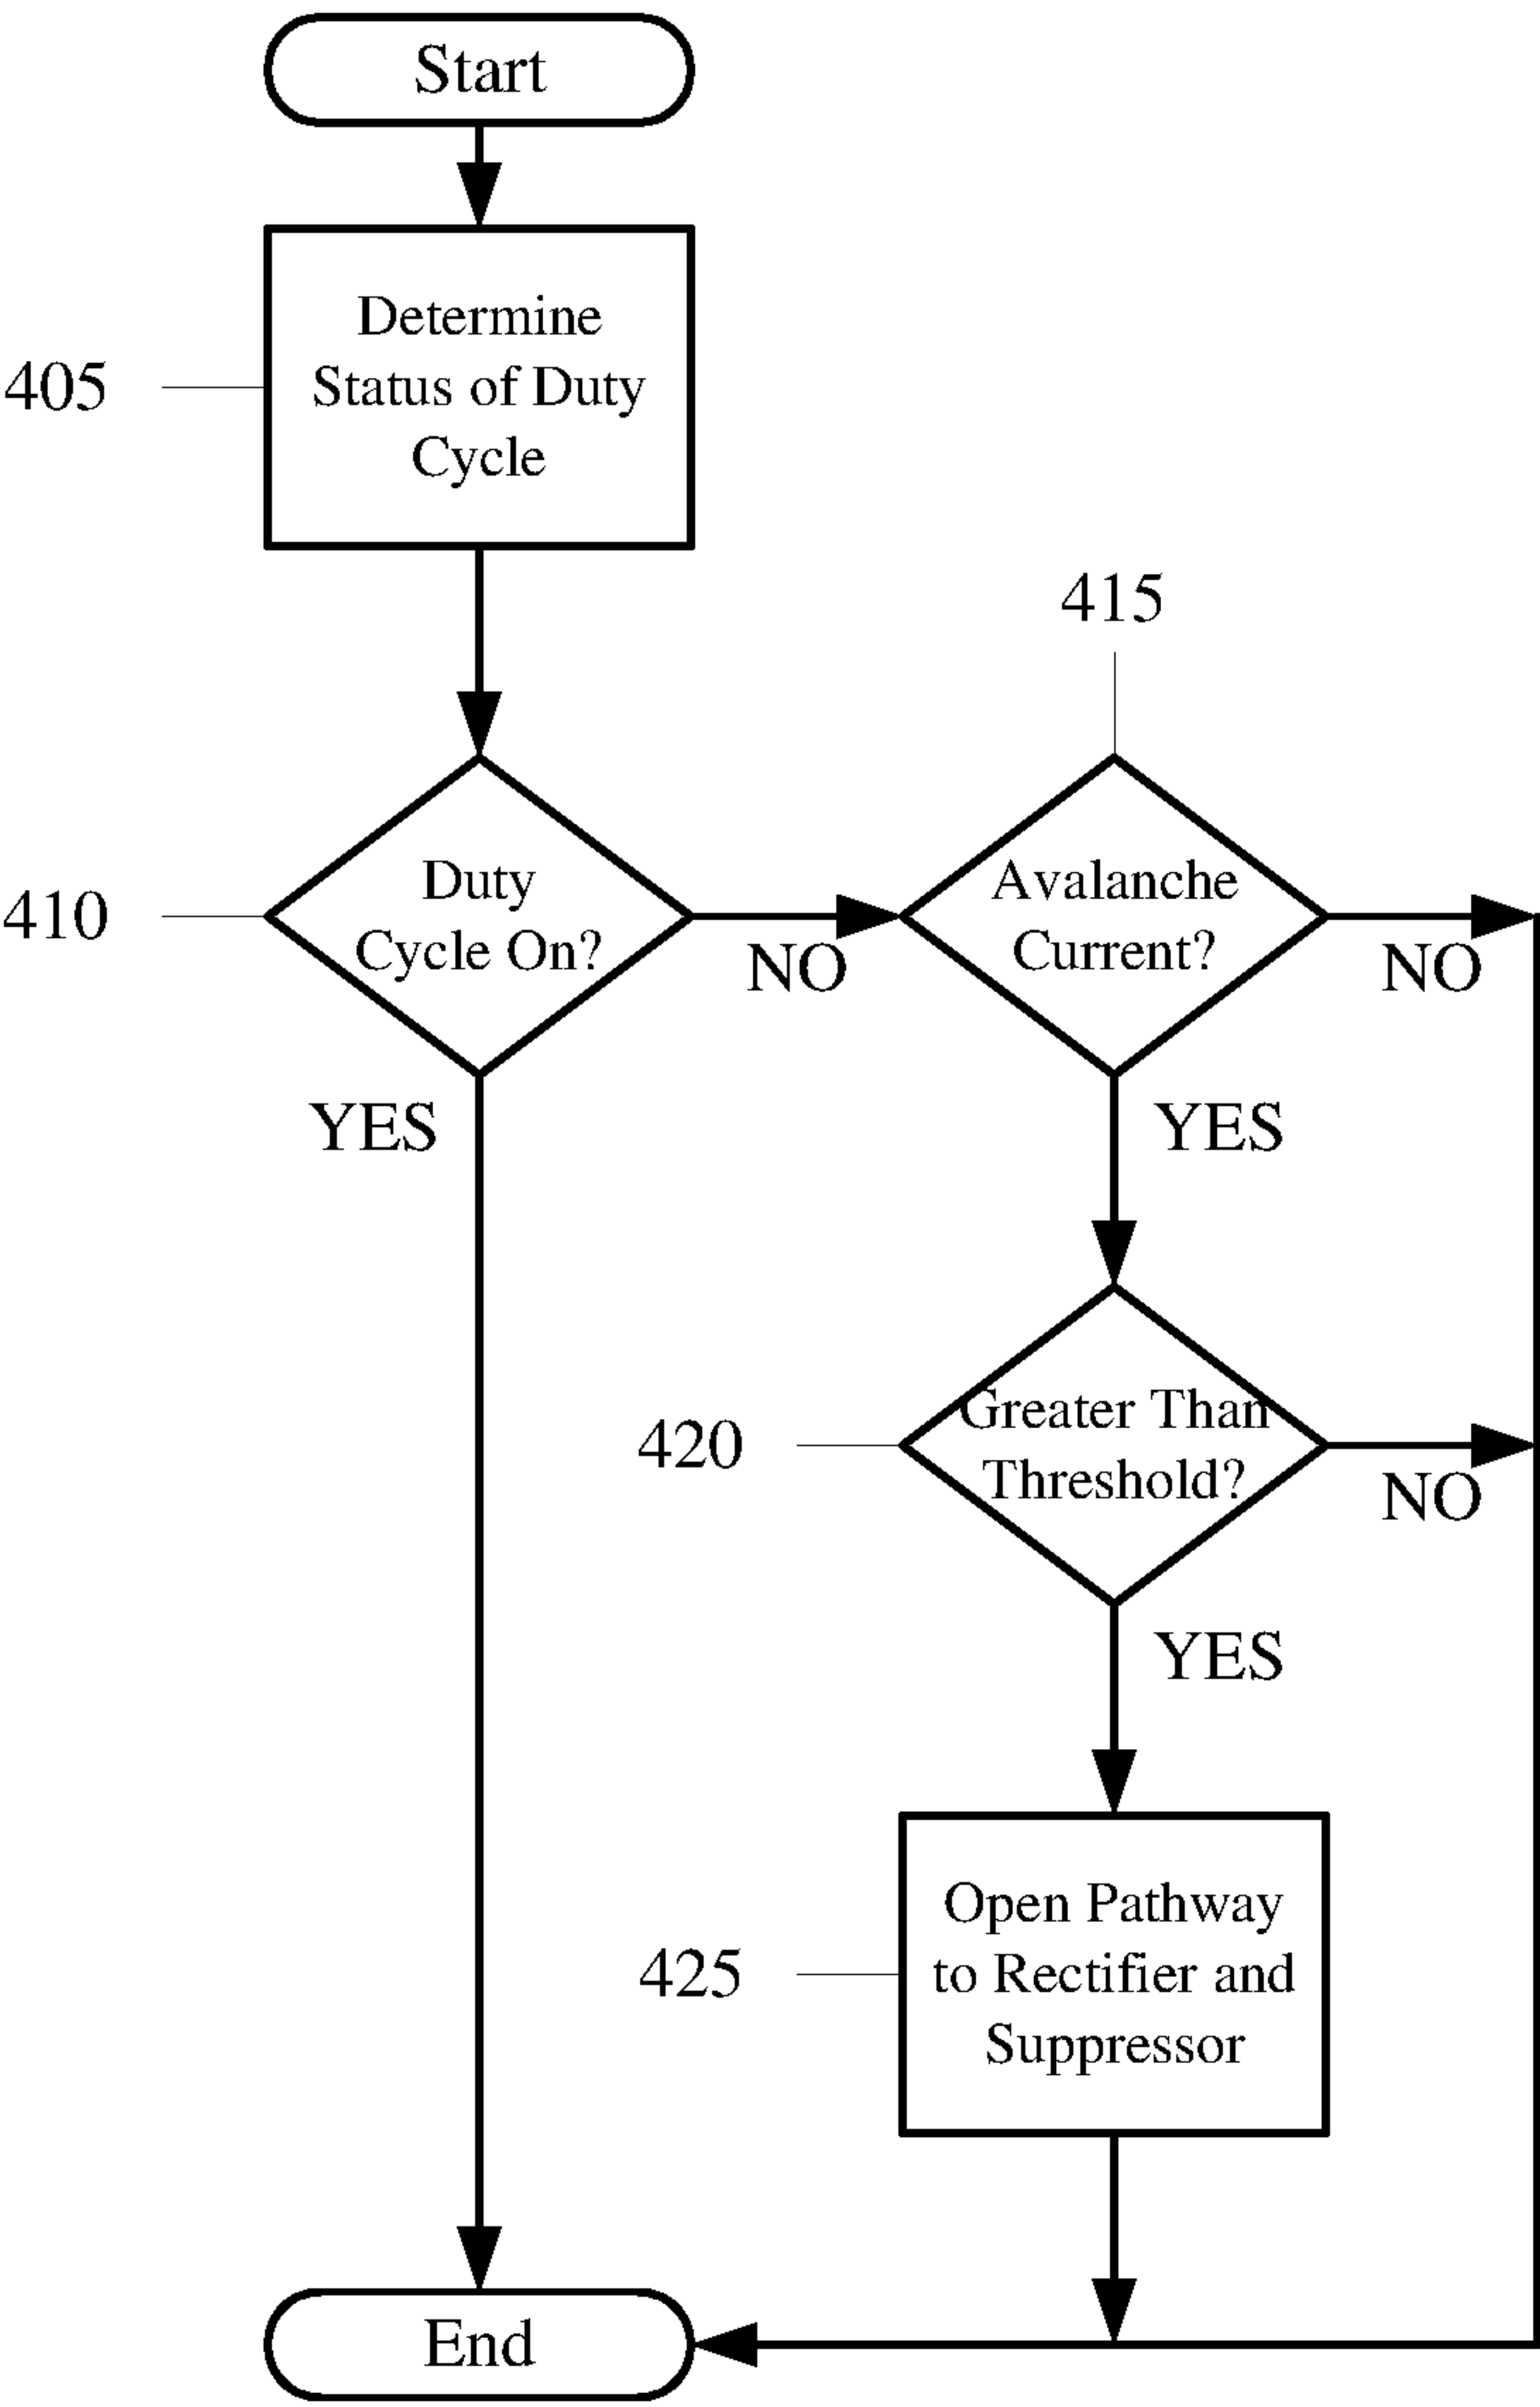 Start
405
Determine
Status of Duty
Cycle
415
410
Duty
Cycle On?
NO
Avalanche
Current?
NO
YES
YES
420
Greater Than
Threshold?
NO
YES
425
Open Pathway
to Rectifier and
Suppressor
End